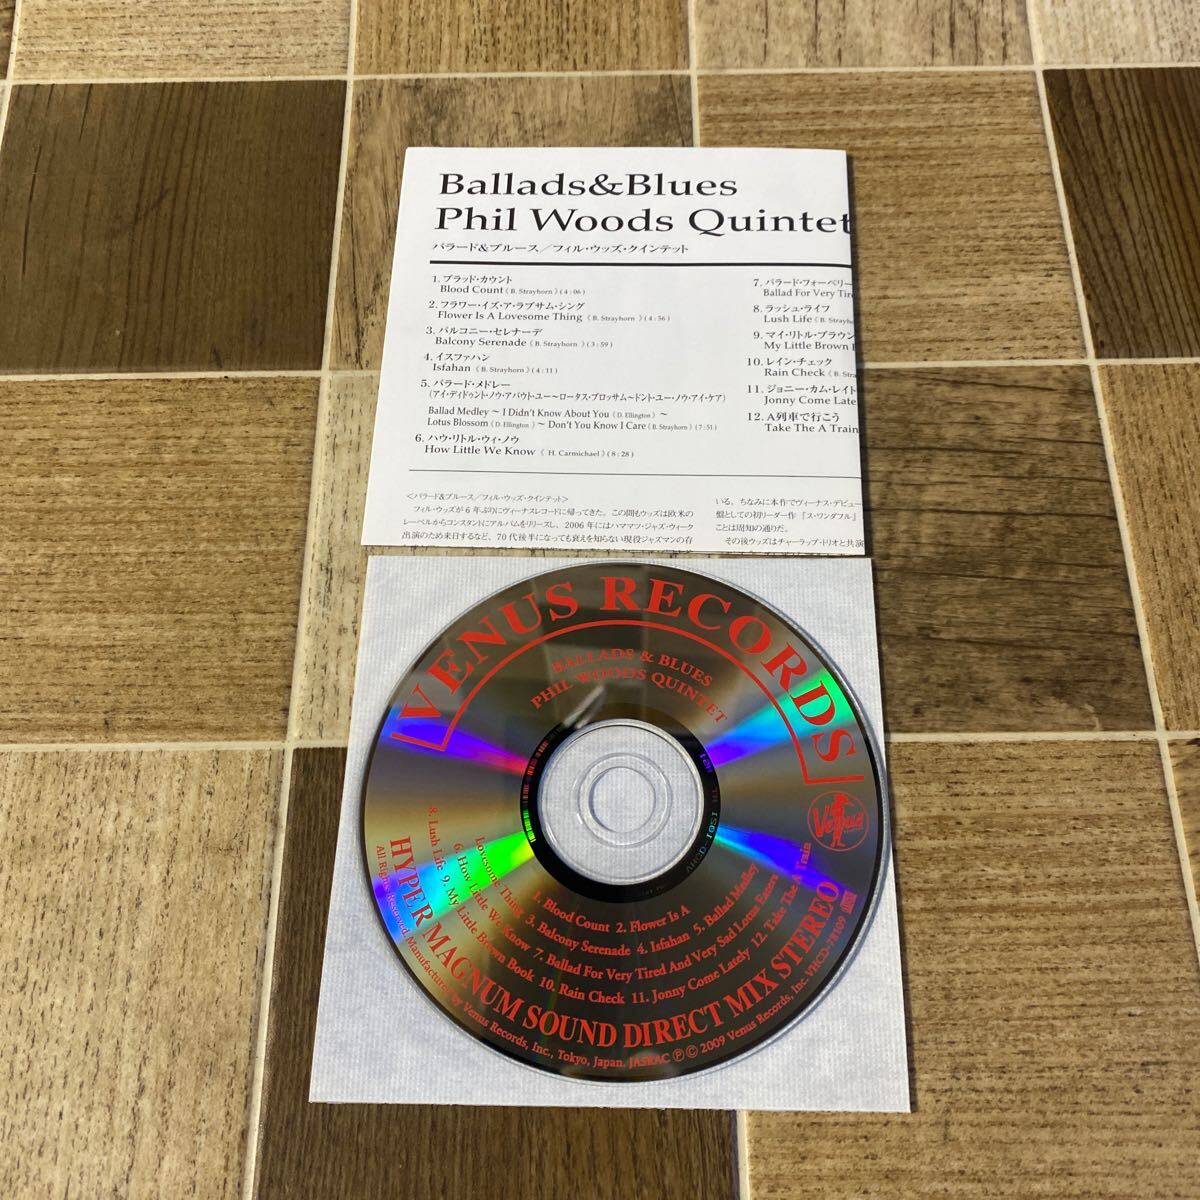 Ballads&Blues
Phil Woods Quintet
バラード&ブルース／フィル・ウッズ・クインテット
1. ブラッド・カウント
Blood Count《B. Strayhorn》(4:06)
2. フラワー・イズ・ア・ラブサム・シング
Flower Is A Lovesome Thing《B. Strayhorn》(4:56)
3. バルコニー・セレナーデ
Balcony Serenade《B. Strayhorn》(3:59)
4. イスファハン
Isfahan《B. Strayhorn》(4:11)
5. バラード・メドレー
(アイ・ディドゥント・ノウ・アバウト・ユー〜ロータス・ブロッサム〜ドント・ユー・ノウ・アイ・ケア)
Ballad Medley 〜 I Didn't Know About You《D. Ellington》〜
Lotus Blossom《D. Ellington》〜 Don't You Know I Care《B. Strayhorn》(7:51)
6. ハウ・リトル・ウィ・ノウ
How Little We Know《H. Carmichael》(8:28)
7. バラード・フォー・ベリー
Ballad For Very Tire
8. ラッシュ・ライフ
Lush Life《B. Strayho
9. マイ・リトル・ブラウン
My Little Brown
10. レイン・チェック
Rain Check《B. Stra
11. ジョニー・カム・レイト
Jonny Come Late
12. A列車で行こう
Take The A Train
<バラード&ブルース／フィル・ウッズ・クインテット>
フィル・ウッズが6年ぶりにヴィーナスレコードに帰ってきた。この間もウッズは欧米の
レーベルからコンスタントにアルバムをリリースし、2006年にはハママツ・ジャズ・ウィーク
出演のため来日するなど、70代後半になっても衰えを知らない現役ジャズマンの存
いる。ちなみに本作でヴィーナス・デビュー
盤としての初リーダー作『ス・ワンダフル』
ことは周知の通りだ。
その後ウッズはチャーラップ・トリオと共演
VENUS RECORDS
BALLADS & BLUES
PHIL WOODS QUINTET
Venus
1. Blood Count 2. Flower Is A
Lovesome Thing 3. Balcony Serenade 4. Isfahan 5. Ballad Medley
6. How Little We Know 7. Ballad For Very Tired And Very Sad Lotus Eaters
8. Lush Life 9. My Little Brown Book 10. Rain Check 11. Jonny Come Lately 12. Take The A Train
HYPER MAGNUM SOUND DIRECT MIX STEREO
All Rights Reserved. Manufactured by Venus Records, Inc., Tokyo, Japan. JASRAC ℗© 2009 Venus Records, Inc. VHCD-78109